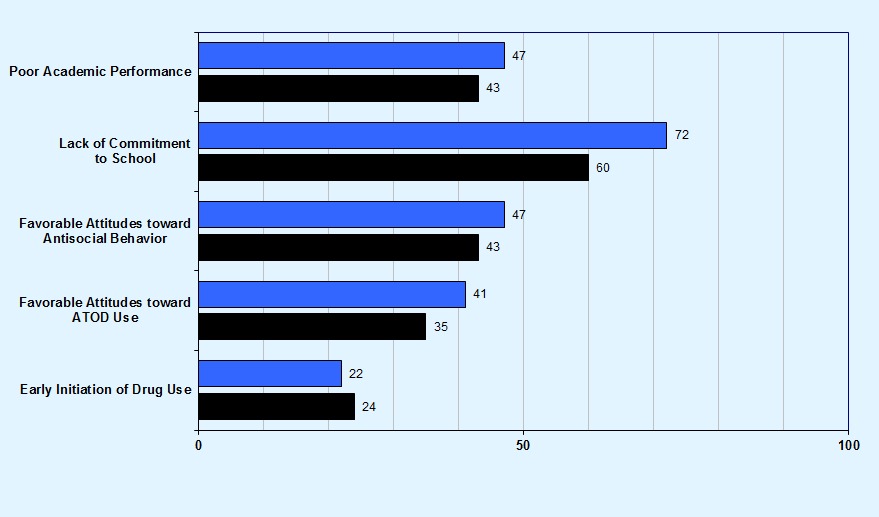 47
Poor Academic Performance
43
72
Lack of Commitment
to School
60
47
Favorable Attitudes toward
Antisocial Behavior
43
41
Favorable Attitudes toward
ATOD Use
35
22
Early Initiation of Drug Use
24
0 50 100